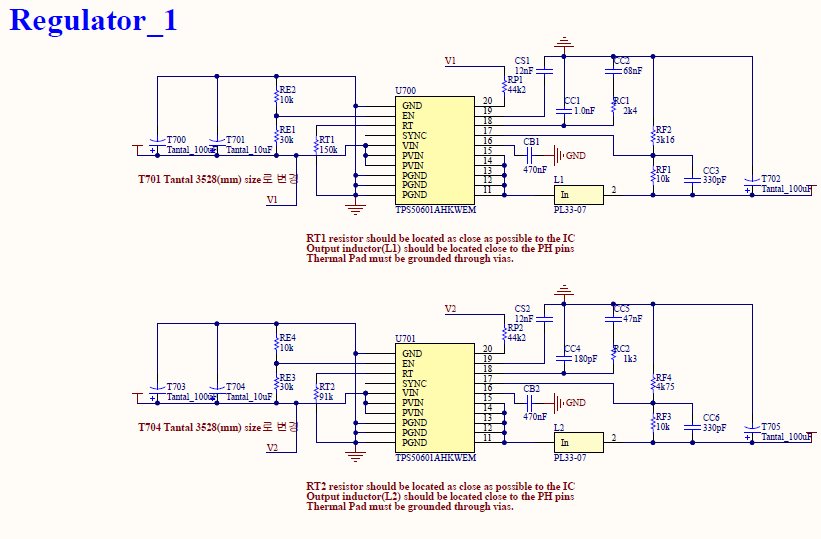 Regulator_1
V1
CS1
12nF
CC2
68nF
RE2
10k
U700
RP1
44k2
GND
EN
RT
SYNC
VIN
PVIN
PVIN
PGND
PGND
PGND
20
19
18
17
16
15
14
13
12
11
CC1
1.0nF
RC1
2k4
T700
Tantal_100uF
T701
Tantal_10uF
RE1
30k
RT1
150k
CB1
470nF
GND
RF2
3k16
RF1
10k
CC3
330pF
T702
Tantal_100uF
L1
In
2
PL33-07
T701 Tantal 3528(mm) size로 변경
V1
TPS50601AHKWEM
RT1 resistor should be located as close as possible to the IC
Output inductor(L1) should be located close to the PH pins
Thermal Pad must be grounded through vias.
V2
CS2
12nF
CC5
47nF
RE4
10k
U701
RP2
44k2
GND
EN
RT
SYNC
VIN
PVIN
PVIN
PGND
PGND
PGND
20
19
18
17
16
15
14
13
12
11
CC4
180pF
RC2
1k3
T703
Tantal_100uF
T704
Tantal_10uF
RE3
30k
RT2
91k
CB2
470nF
GND
RF4
4k75
RF3
10k
CC6
330pF
T705
Tantal_100uF
L2
In
2
PL33-07
T704 Tantal 3528(mm) size로 변경
V2
TPS50601AHKWEM
RT2 resistor should be located as close as possible to the IC
Output inductor(L2) should be located close to the PH pins
Thermal Pad must be grounded through vias.